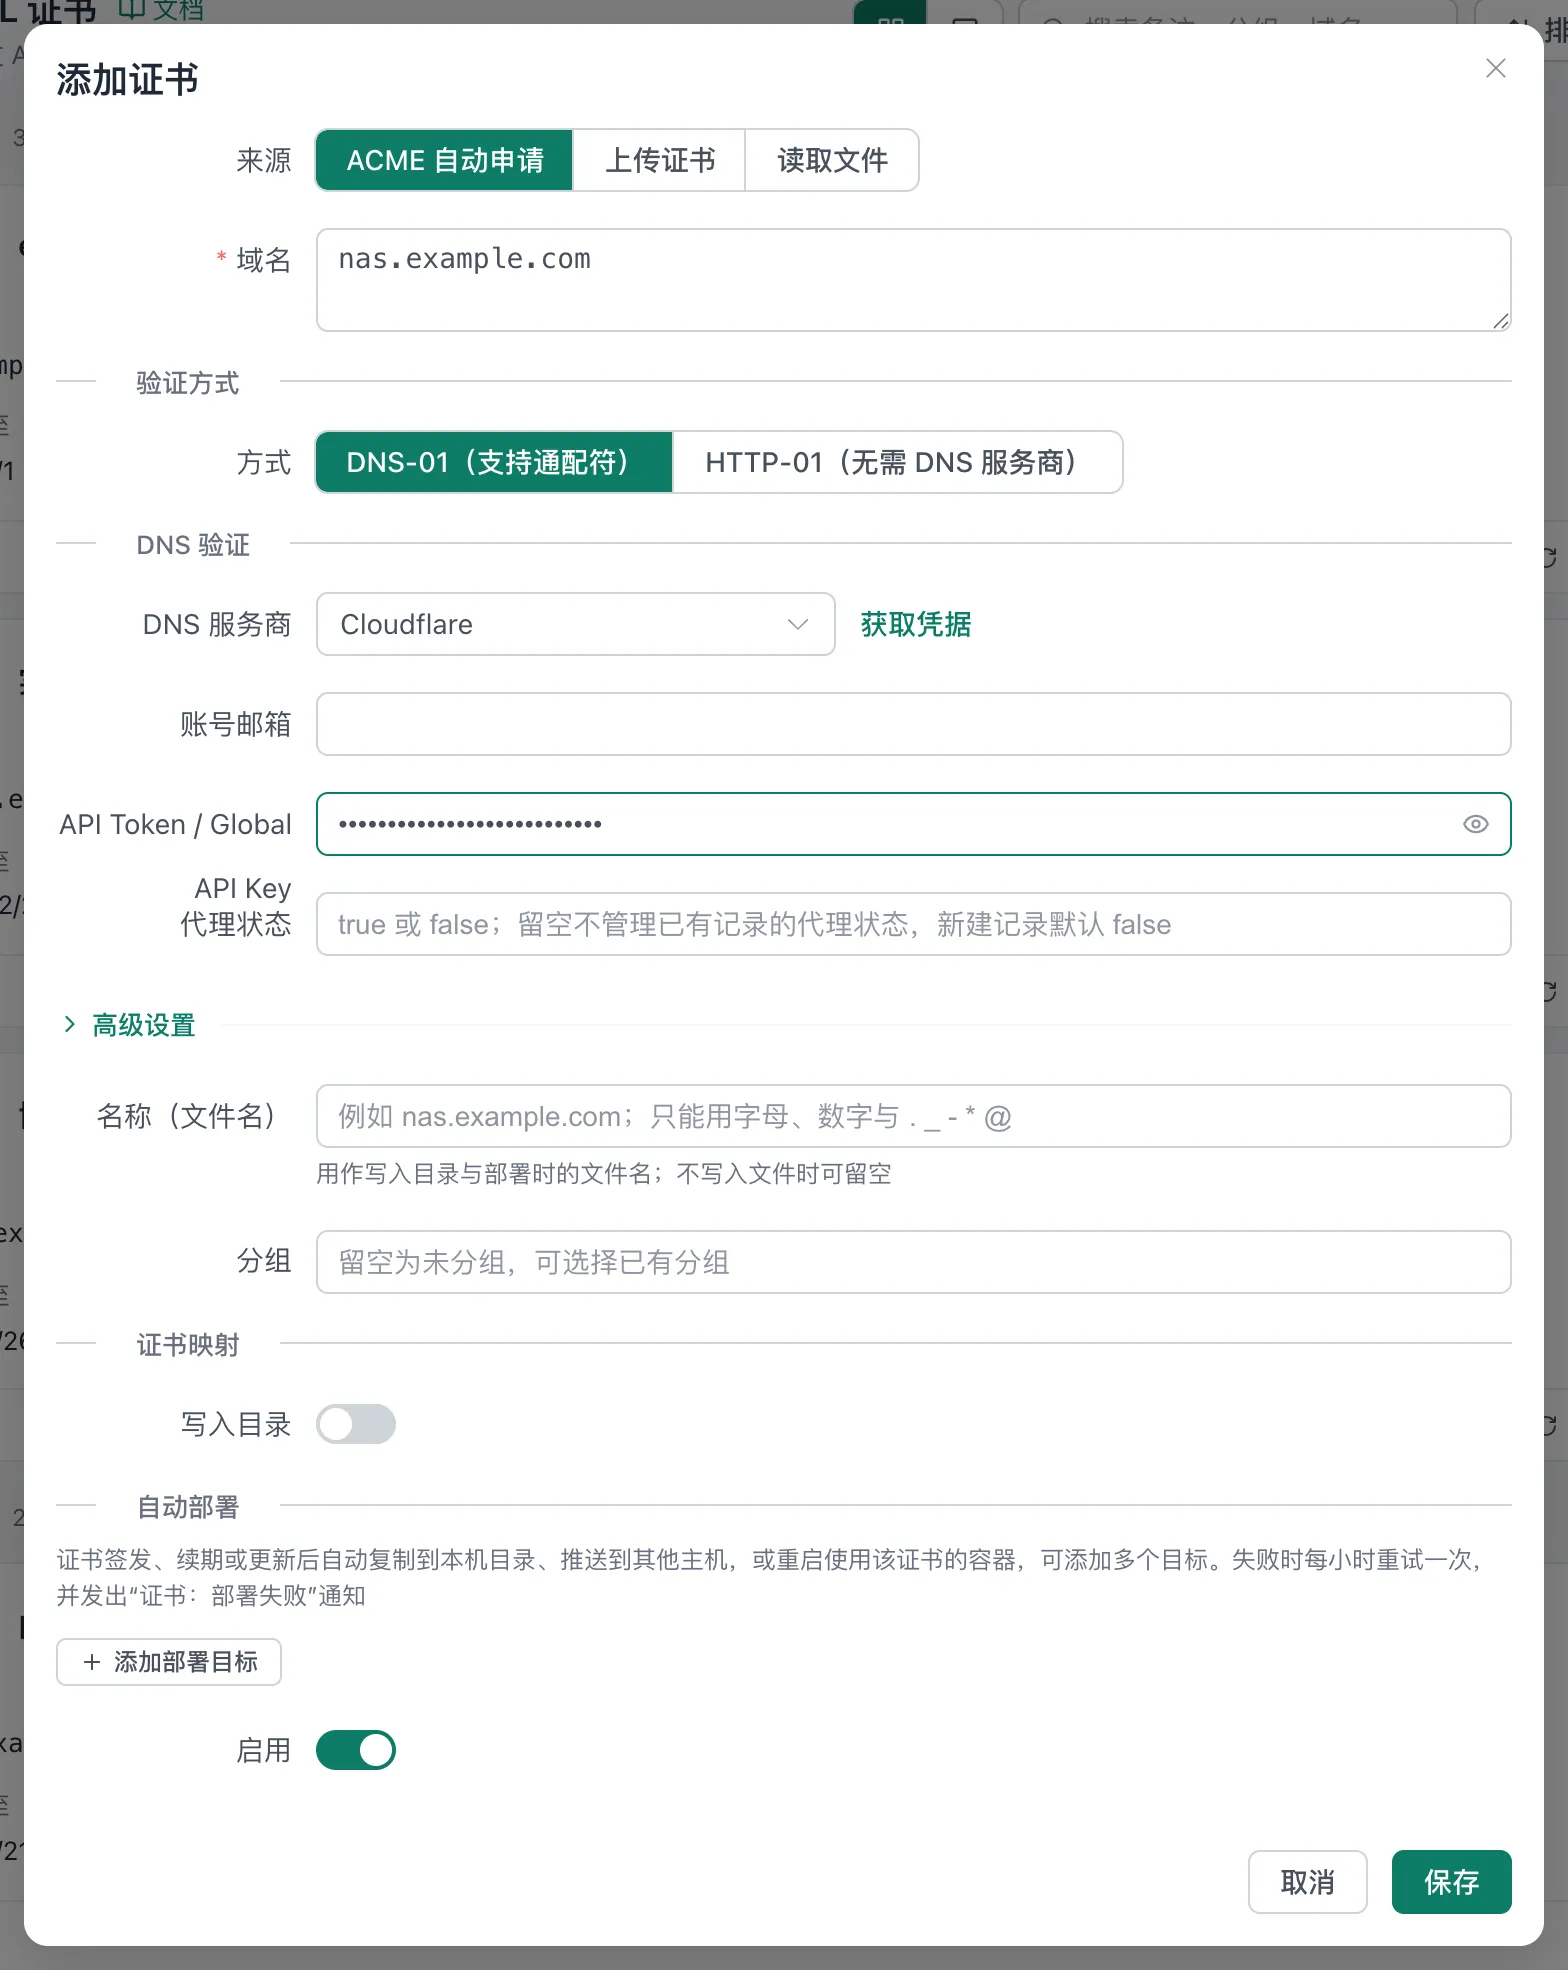 证书
文档
添加证书
来源
ACME 自动申请
上传证书
读取文件
* 域名
nas.example.com
验证方式
方式
DNS-01（支持通配符）
HTTP-01（无需 DNS 服务商）
DNS 验证
DNS 服务商
Cloudflare
获取凭据
账号邮箱
API Token / Global
••••••••••••••••••••••••••••
API Key
代理状态
true 或 false；留空不管理已有记录的代理状态，新建记录默认 false
高级设置
名称（文件名）
例如 nas.example.com；只能用字母、数字与 . _ - * @
用作写入目录与部署时的文件名；不写入文件时可留空
分组
留空为未分组，可选择已有分组
证书映射
写入目录
自动部署
证书签发、续期或更新后自动复制到本机目录、推送到其他主机，或重启使用该证书的容器，可添加多个目标。失败时每小时重试一次，
并发出“证书：部署失败”通知
+ 添加部署目标
启用
取消
保存